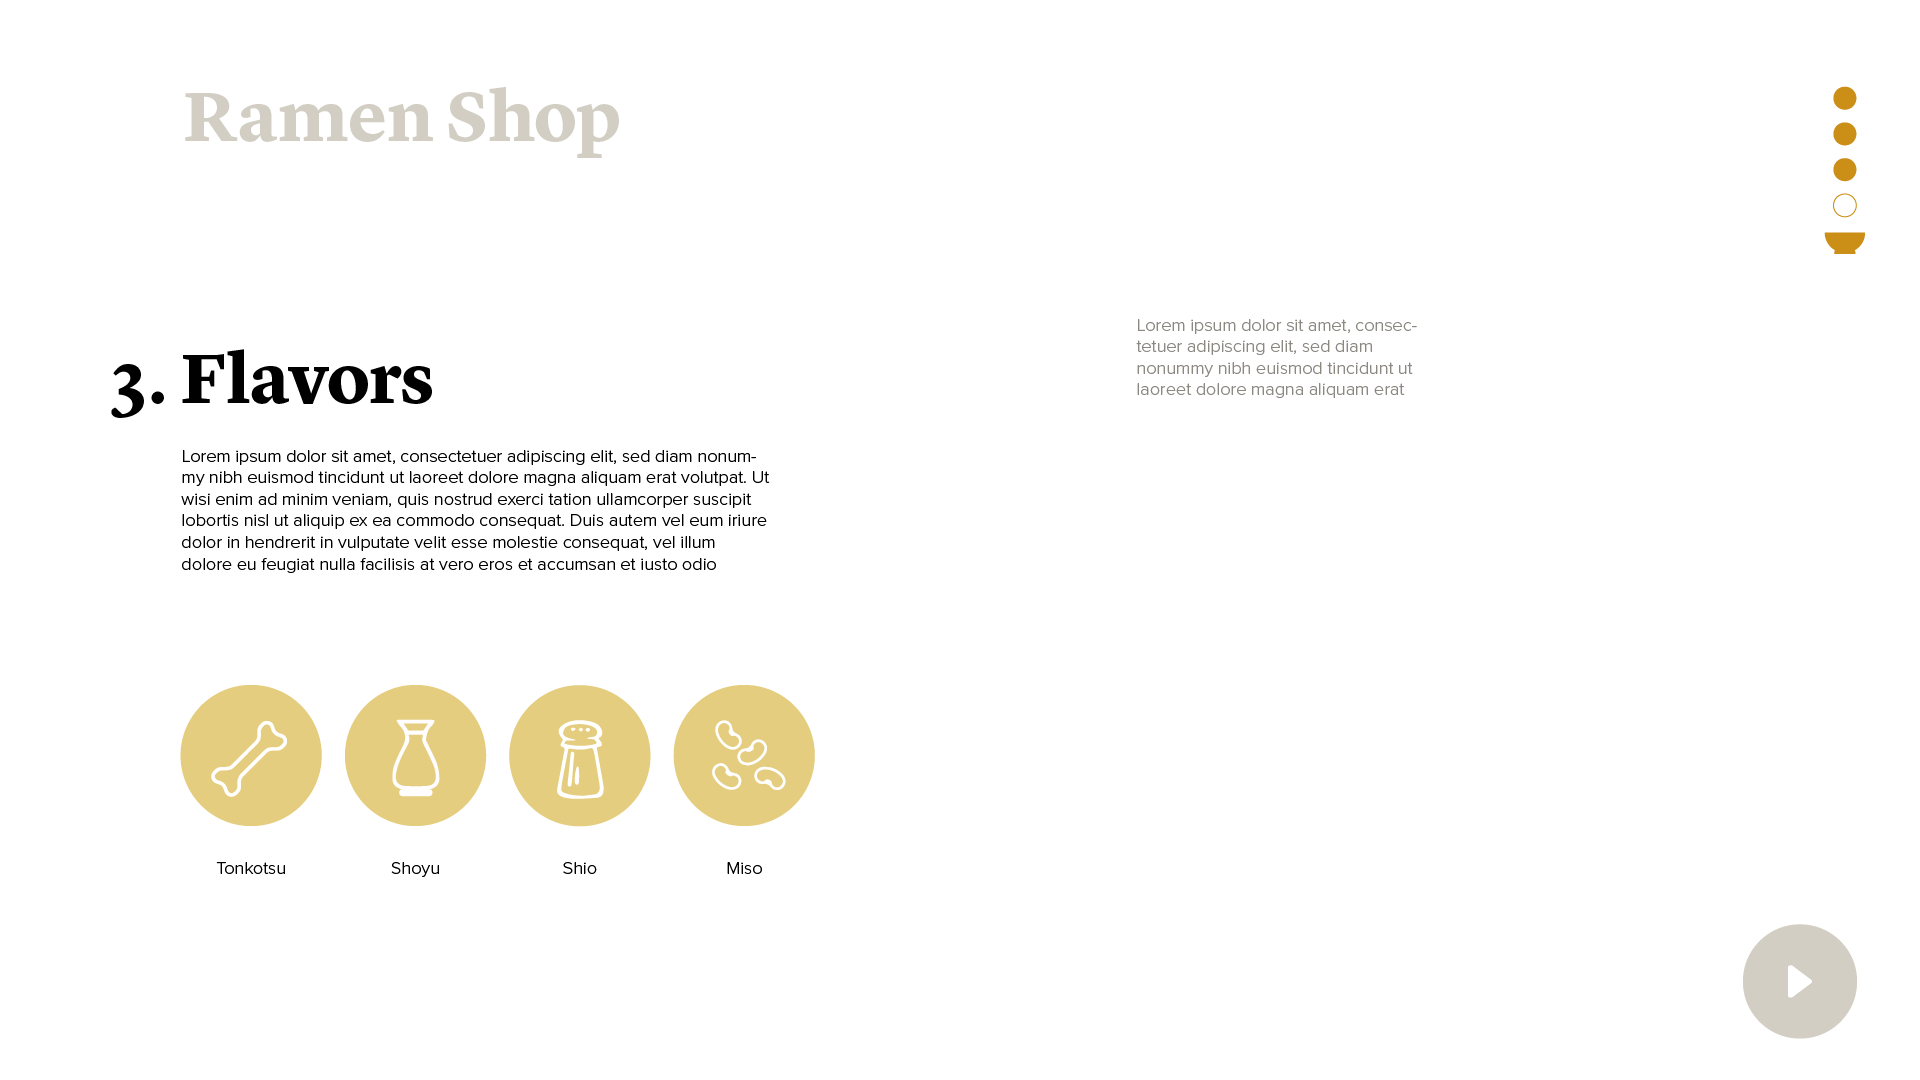 Ramen Shop
3. Flavors
Lorem ipsum dolor sit amet, consectetuer adipiscing elit, sed diam nonum-
my nibh euismod tincidunt ut laoreet dolore magna aliquam erat volutpat. Ut
wisi enim ad minim veniam, quis nostrud exerci tation ullamcorper suscipit
lobortis nisl ut aliquip ex ea commodo consequat. Duis autem vel eum iriure
dolor in hendrerit in vulputate velit esse molestie consequat, vel illum
dolore eu feugiat nulla facilisis at vero eros et accumsan et iusto odio
Tonkotsu
Shoyu
Shio
Miso
Lorem ipsum dolor sit amet, consec-
tetuer adipiscing elit, sed diam
nonummy nibh euismod tincidunt ut
laoreet dolore magna aliquam erat